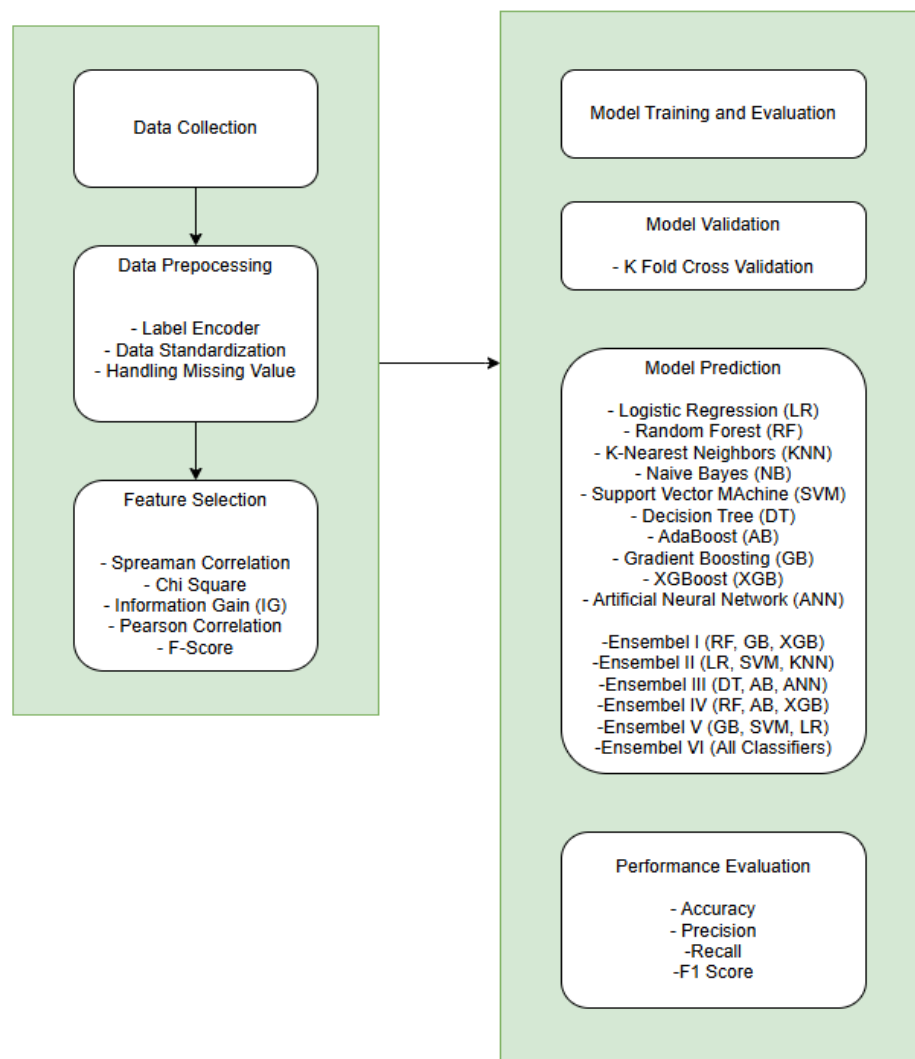 Data Collection
Data Prepocessing
- Label Encoder
- Data Standardization
- Handling Missing Value
Feature Selection
- Spreaman Correlation
- Chi Square
- Information Gain (IG)
- Pearson Correlation
- F-Score
Model Training and Evaluation
Model Validation
- K Fold Cross Validation
Model Prediction
- Logistic Regression (LR)
- Random Forest (RF)
- K-Nearest Neighbors (KNN)
- Naive Bayes (NB)
- Support Vector MAchine (SVM)
- Decision Tree (DT)
- AdaBoost (AB)
- Gradient Boosting (GB)
- XGBoost (XGB)
- Artificial Neural Network (ANN)
-Ensembel I (RF, GB, XGB)
-Ensembel II (LR, SVM, KNN)
-Ensembel III (DT, AB, ANN)
-Ensembel IV (RF, AB, XGB)
-Ensembel V (GB, SVM, LR)
-Ensembel VI (All Classifiers)
Performance Evaluation
- Accuracy
- Precision
-Recall
-F1 Score